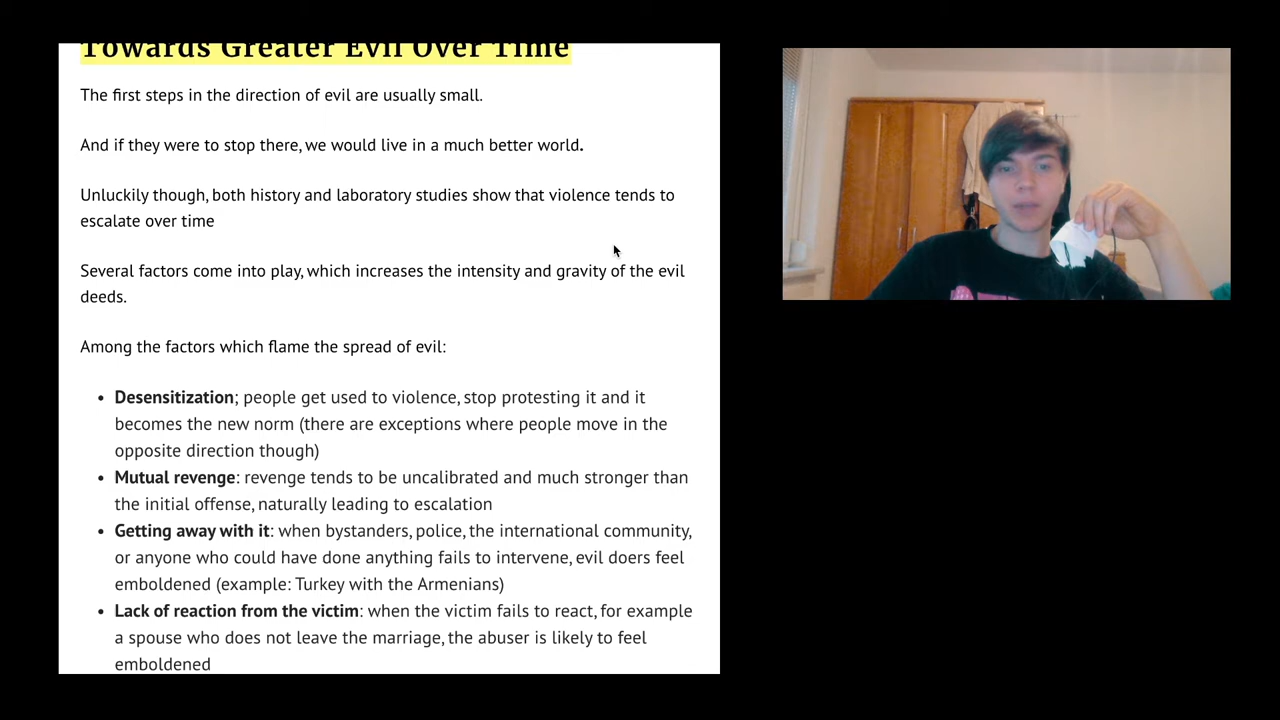 Towards Greater Evil Over Time
The first steps in the direction of evil are usually small.
And if they were to stop there, we would live in a much better world.
Unluckily though, both history and laboratory studies show that violence tends to
escalate over time
Several factors come into play, which increases the intensity and gravity of the evil
deeds.
Among the factors which flame the spread of evil:
• Desensitization; people get used to violence, stop protesting it and it
becomes the new norm (there are exceptions where people move in the
opposite direction though)
• Mutual revenge: revenge tends to be uncalibrated and much stronger than
the initial offense, naturally leading to escalation
• Getting away with it: when bystanders, police, the international community,
or anyone who could have done anything fails to intervene, evil doers feel
emboldened (example: Turkey with the Armenians)
• Lack of reaction from the victim: when the victim fails to react, for example
a spouse who does not leave the marriage, the abuser is likely to feel
emboldened